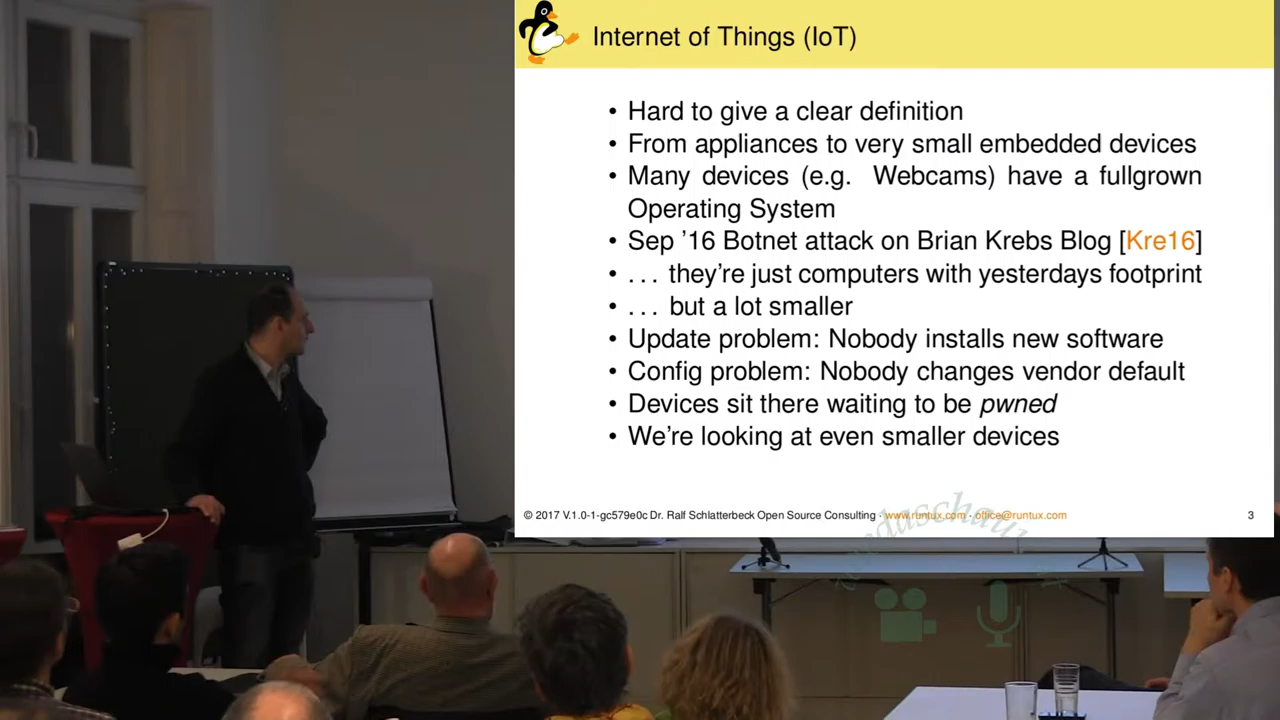 Internet of Things (IoT)
• Hard to give a clear definition
• From appliances to very small embedded devices
• Many devices (e.g. Webcams) have a fullgrown
Operating System
• Sep '16 Botnet attack on Brian Krebs Blog [Kre16]
• ... they're just computers with yesterdays footprint
• ... but a lot smaller
• Update problem: Nobody installs new software
• Config problem: Nobody changes vendor default
• Devices sit there waiting to be pwned
• We're looking at even smaller devices
© 2017 V.1.0-1-gc579e0c Dr. Ralf Schlatterbeck Open Source Consulting · www.runtux.com · office@runtux.com
3